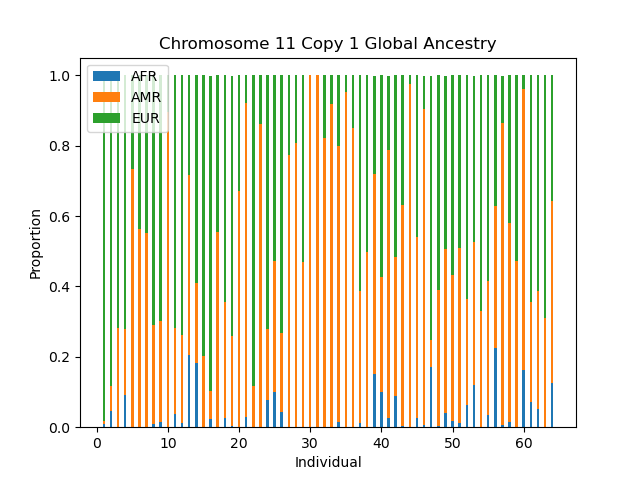 Chromosome 11 Copy 1 Global Ancestry
AFR
AMR
EUR
1.0
0.8
0.6
0.4
0.2
0.0
Proportion
0 10 20 30 40 50 60
Individual